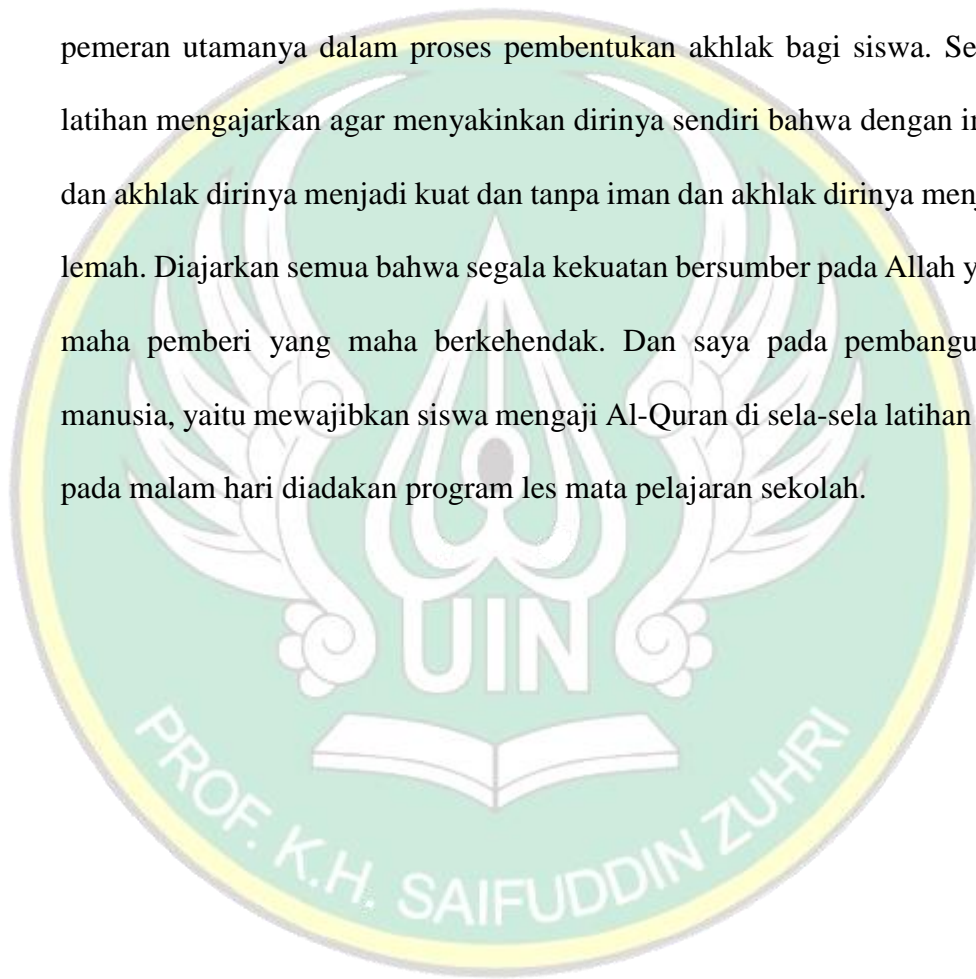 pemeran utamanya dalam proses pembentukan akhlak bagi siswa.
latihan mengajarkan agar menyakinkan dirinya sendiri bahwa dengan
dan akhlak dirinya menjadi kuat dan tanpa iman dan akhlak dirinya
lemah. Diajarkan semua bahwa segala kekuatan bersumber pada Allah
maha pemberi yang maha berkehendak. Dan saya pada
manusia, yaitu mewajibkan siswa mengaji Al-Quran di sela-sela latihan
pada malam hari diadakan program les mata pelajaran sekolah.
UIN
PROF. K.H. SAIFUDDIN ZUHRI